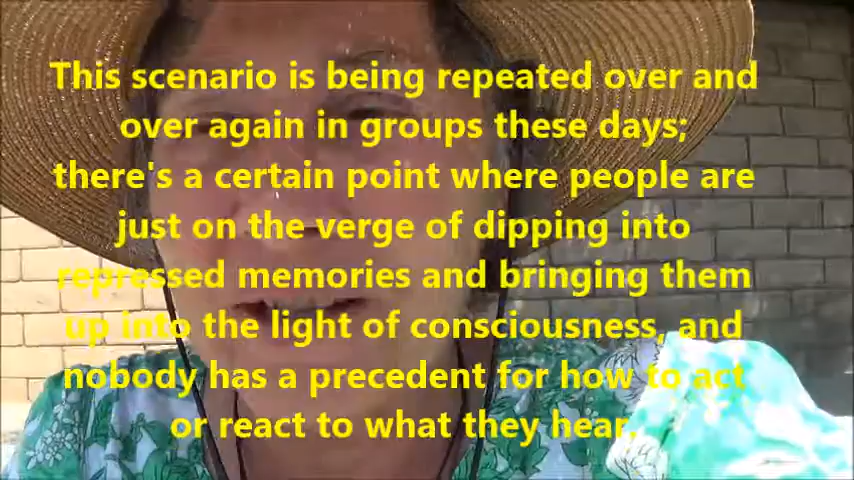 This scenario is being repeated over and
over again in groups these days;
there's a certain point where people are
just on the verge of dipping into
repressed memories and bringing them
up into the light of consciousness, and
nobody has a precedent for how to act
or react to what they hear.